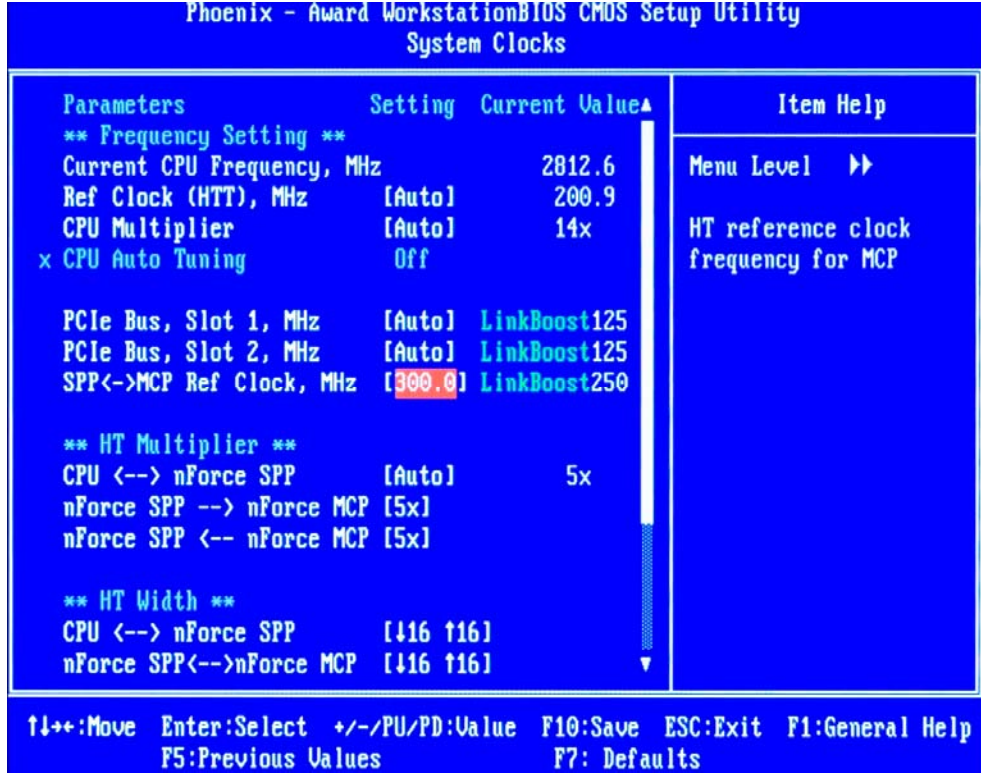 Phoenix - Award WorkstationBIOS CMOS Setup Utility
System Clocks
Parameters Setting Current Value▲
** Frequency Setting **
Current CPU Frequency, MHz 2812.6
Ref Clock (HTT), MHz [Auto] 200.9
CPU Multiplier [Auto] 14x
x CPU Auto Tuning Off
PCIe Bus, Slot 1, MHz [Auto] LinkBoost125
PCIe Bus, Slot 2, MHz [Auto] LinkBoost125
SPP<->MCP Ref Clock, MHz [300.0] LinkBoost250
** HT Multiplier **
CPU <--> nForce SPP [Auto] 5x
nForce SPP --> nForce MCP [5x]
nForce SPP <-- nForce MCP [5x]
** HT Width **
CPU <--> nForce SPP [↓16 ↑16]
nForce SPP<-->nForce MCP [↓16 ↑16] ▼
Item Help
Menu Level ▶▶
HT reference clock
frequency for MCP
↑↓→←:Move Enter:Select +/-/PU/PD:Value F10:Save ESC:Exit F1:General Help
F5:Previous Values F7: Defaults